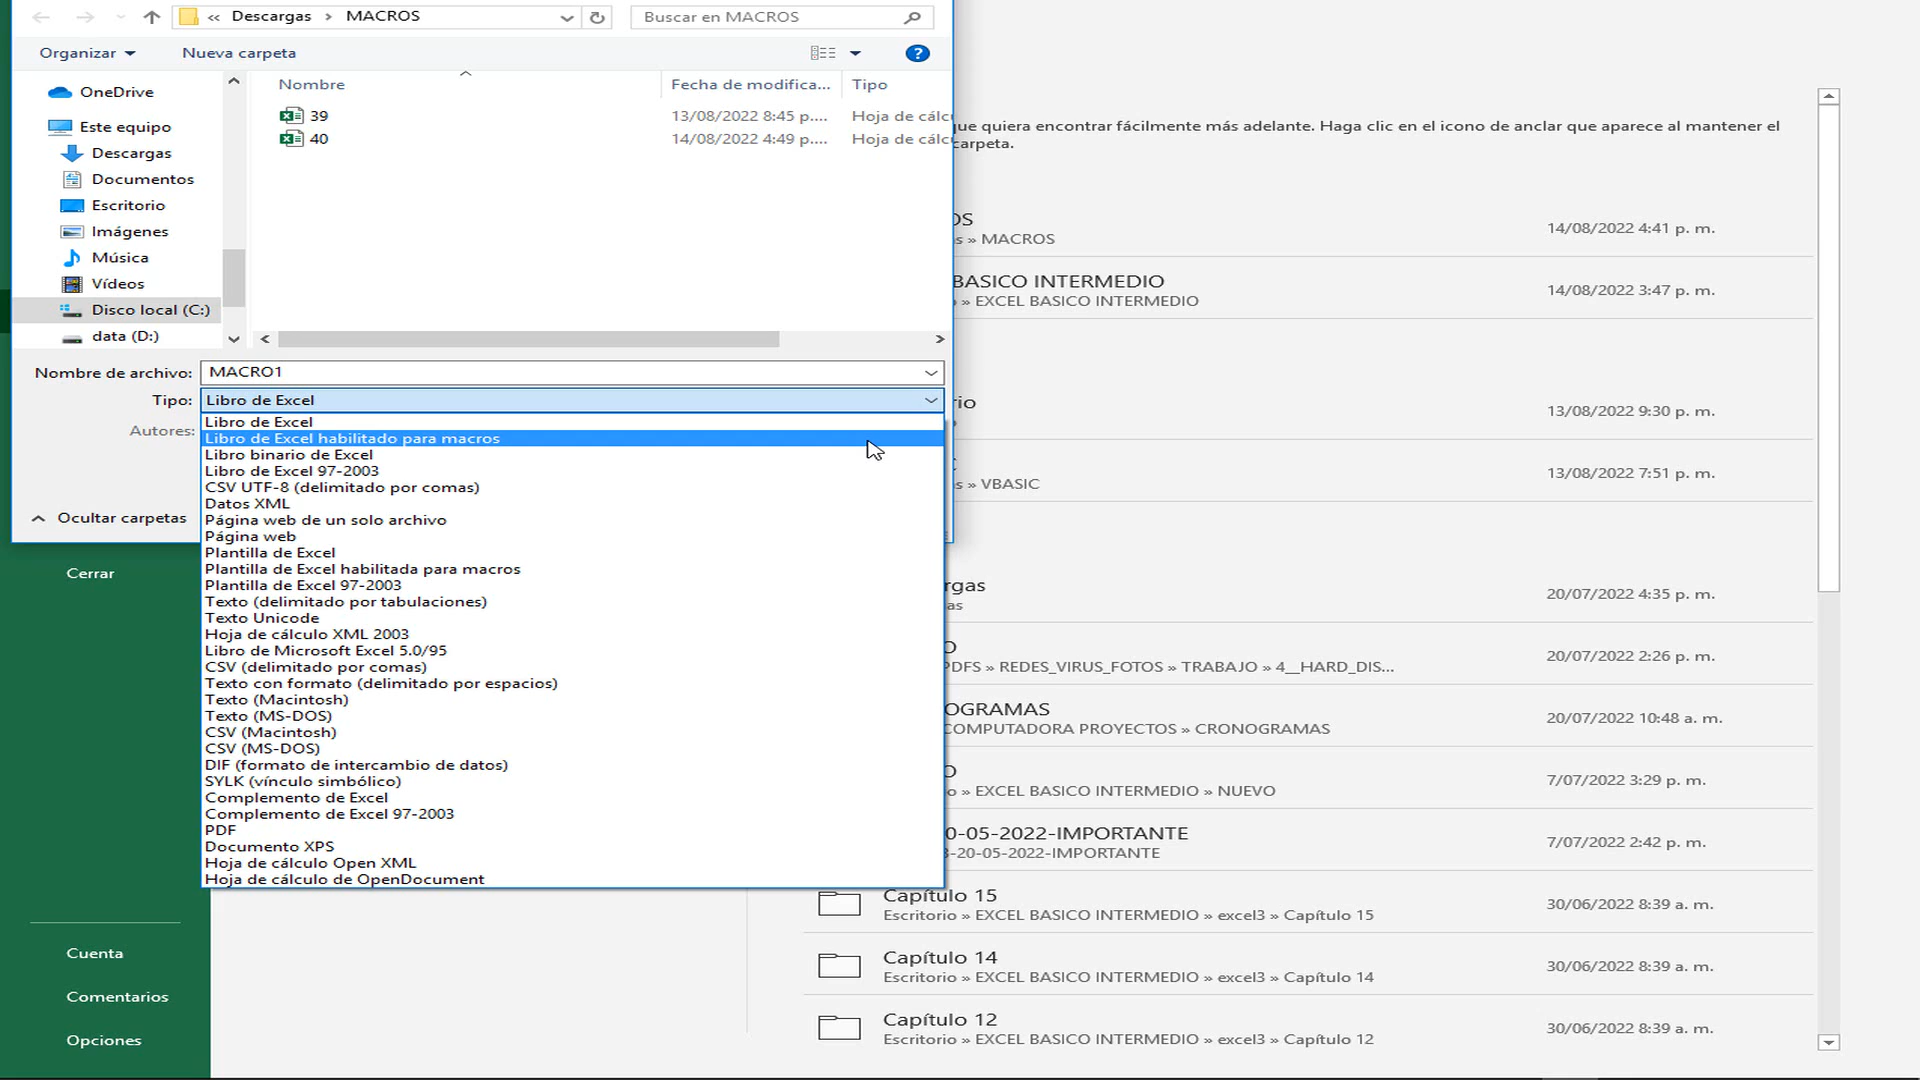 « Descargas › MACROS
Buscar en MACROS
Organizar
Nueva carpeta
?
Nombre
Fecha de modifica...
Tipo
OneDrive
Este equipo
Descargas
Documentos
Escritorio
Imágenes
Música
Vídeos
Disco local (C:)
data (D:)
39
13/08/2022 8:45 p....
Hoja de cálc
40
14/08/2022 4:49 p....
Hoja de cálc
Nombre de archivo: MACRO1
Tipo: Libro de Excel
Autores:
Libro de Excel
Libro de Excel habilitado para macros
Libro binario de Excel
Libro de Excel 97-2003
CSV UTF-8 (delimitado por comas)
Datos XML
Página web de un solo archivo
Página web
Plantilla de Excel
Plantilla de Excel habilitada para macros
Plantilla de Excel 97-2003
Texto (delimitado por tabulaciones)
Texto Unicode
Hoja de cálculo XML 2003
Libro de Microsoft Excel 5.0/95
CSV (delimitado por comas)
Texto con formato (delimitado por espacios)
Texto (Macintosh)
Texto (MS-DOS)
CSV (Macintosh)
CSV (MS-DOS)
DIF (formato de intercambio de datos)
SYLK (vínculo simbólico)
Complemento de Excel
Complemento de Excel 97-2003
PDF
Documento XPS
Hoja de cálculo Open XML
Hoja de cálculo de OpenDocument
Ocultar carpetas
Cerrar
Cuenta
Comentarios
Opciones
que quiera encontrar fácilmente más adelante. Haga clic en el icono de anclar que aparece al mantener el
carpeta.
OS
14/08/2022 4:41 p. m.
s » MACROS
BASICO INTERMEDIO
14/08/2022 3:47 p. m.
» EXCEL BASICO INTERMEDIO
rio
13/08/2022 9:30 p. m.
13/08/2022 7:51 p. m.
s » VBASIC
rgas
20/07/2022 4:35 p. m.
as
O
20/07/2022 2:26 p. m.
PDFS » REDES_VIRUS_FOTOS » TRABAJO » 4__HARD_DIS...
OGRAMAS
20/07/2022 10:48 a. m.
COMPUTADORA PROYECTOS » CRONOGRAMAS
O
7/07/2022 3:29 p. m.
o » EXCEL BASICO INTERMEDIO » NUEVO
0-05-2022-IMPORTANTE
7/07/2022 2:42 p. m.
3-20-05-2022-IMPORTANTE
Capítulo 15
30/06/2022 8:39 a. m.
Escritorio » EXCEL BASICO INTERMEDIO » excel3 » Capítulo 15
Capítulo 14
30/06/2022 8:39 a. m.
Escritorio » EXCEL BASICO INTERMEDIO » excel3 » Capítulo 14
Capítulo 12
30/06/2022 8:39 a. m.
Escritorio » EXCEL BASICO INTERMEDIO » excel3 » Capítulo 12